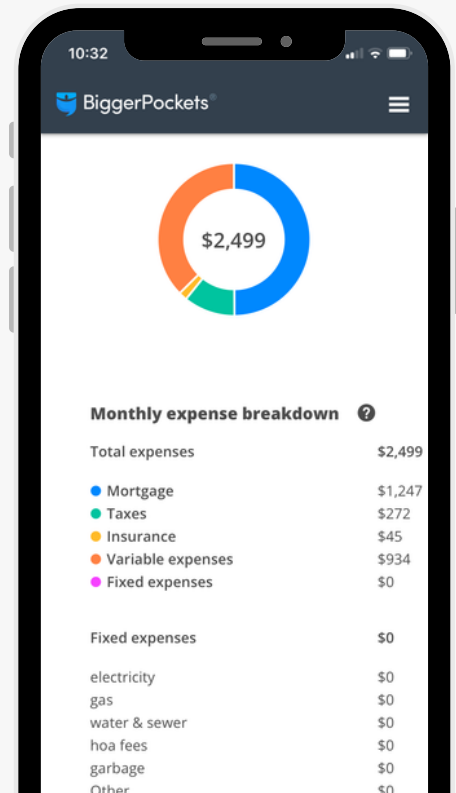 10:32
BiggerPockets®
$2,499
Monthly expense breakdown ?
Total expenses $2,499
Mortgage $1,247
Taxes $272
Insurance $45
Variable expenses $934
Fixed expenses $0
Fixed expenses $0
electricity $0
gas $0
water & sewer $0
hoa fees $0
garbage $0
Other $0